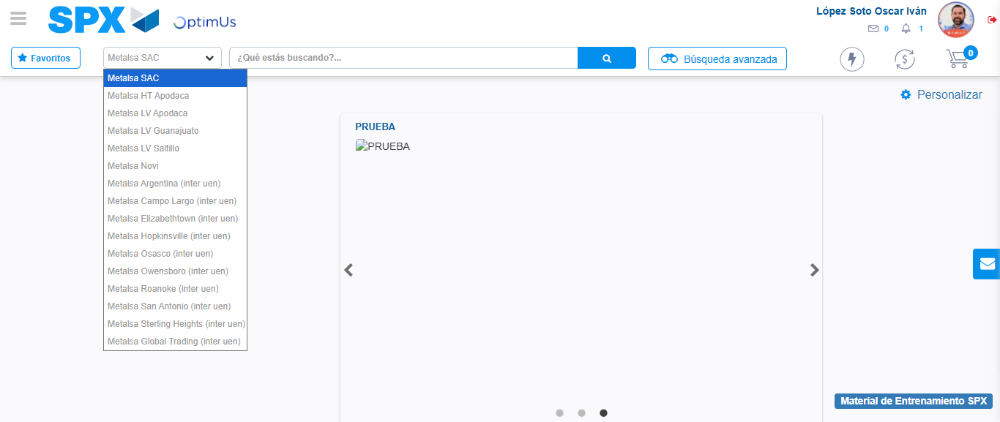 SPX
OptimUs
López Soto Oscar Iván
0 1
Favoritos
Metalsa SAC
¿Qué estás buscando?...
Búsqueda avanzada
$
0
Metalsa SAC
Metalsa HT Apodaca
Metalsa LV Apodaca
Metalsa LV Guanajuato
Metalsa LV Saltillo
Metalsa Novi
Metalsa Argentina (inter uen)
Metalsa Campo Largo (inter uen)
Metalsa Elizabethtown (inter uen)
Metalsa Hopkinsville (inter uen)
Metalsa Osasco (inter uen)
Metalsa Owensboro (inter uen)
Metalsa Roanoke (inter uen)
Metalsa San Antonio (inter uen)
Metalsa Sterling Heights (inter uen)
Metalsa Global Trading (inter uen)
Personalizar
PRUEBA
PRUEBA
Material de Entrenamiento SPX